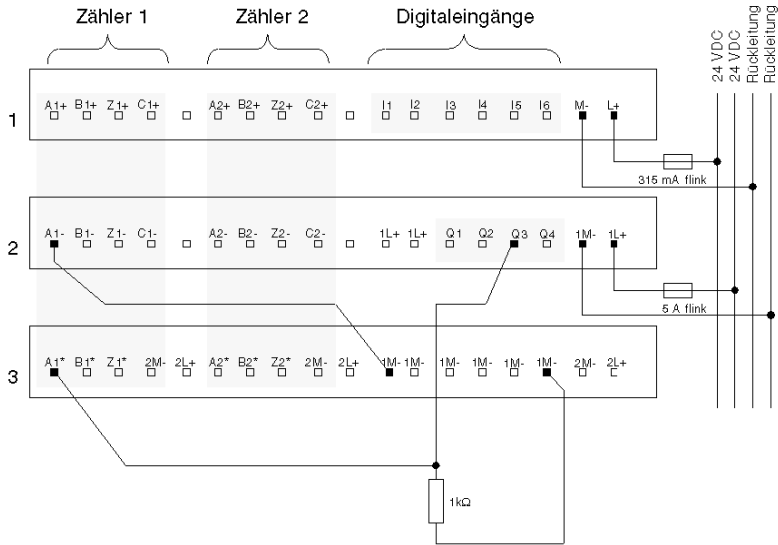 Zähler 1 Zähler 2 Digitaleingänge
24 VDC
24 VDC
Rückleitung
Rückleitung
1 A1+ B1+ Z1+ C1+ A2+ B2+ Z2+ C2+ I1 I2 I3 I4 I5 I6 M- L+
315 mA flink
2 A1- B1- Z1- C1- A2- B2- Z2- C2- 1L+ 1L+ Q1 Q2 Q3 Q4 1M- 1L+
5 A flink
3 A1* B1* Z1* 2M- 2L+ A2* B2* Z2* 2M- 2L+ 1M- 1M- 1M- 1M- 1M- 1M- 2M- 2L+
1kΩ